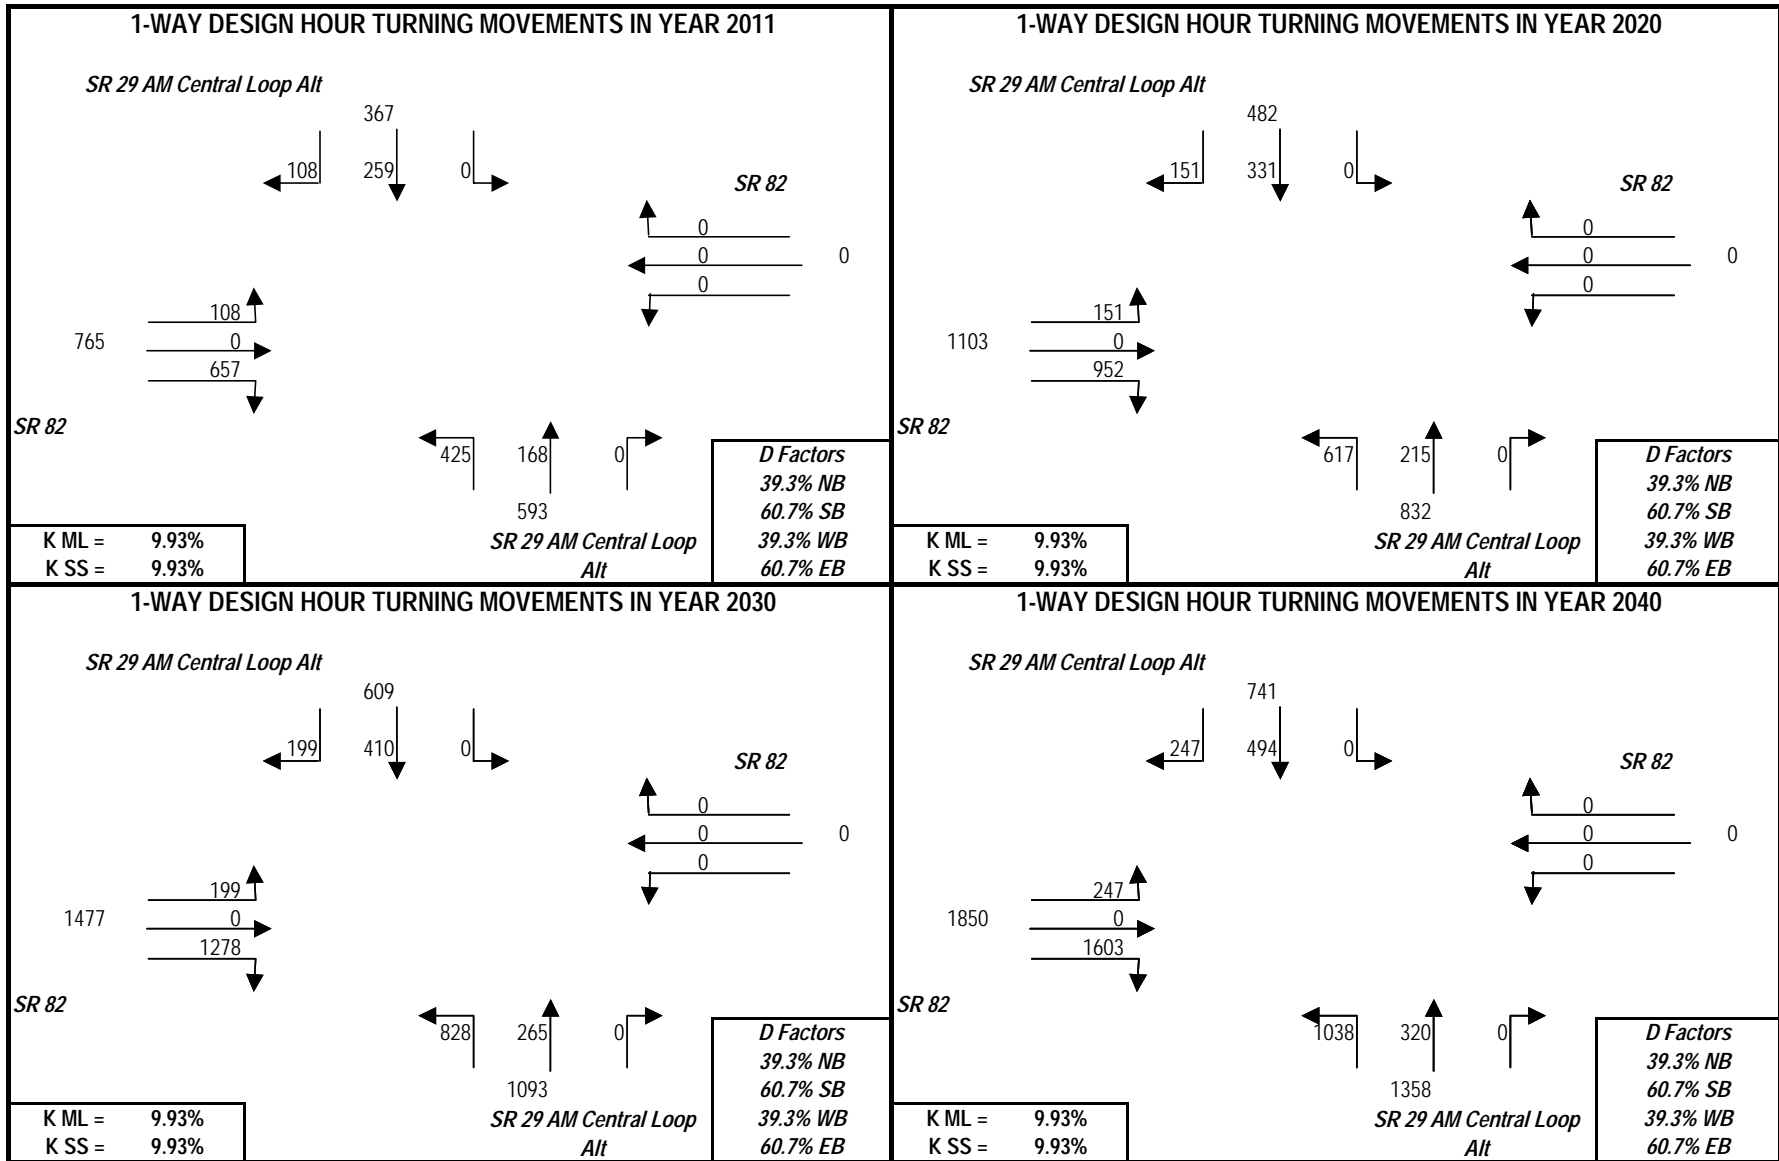 1-WAY DESIGN HOUR TURNING MOVEMENTS IN YEAR 2011
SR 29 AM Central Loop Alt
367
108 259 0
SR 82
0
0 0
0
108
765 0
657
SR 82
425 168 0
593
SR 29 AM Central Loop
Alt
D Factors
39.3% NB
60.7% SB
39.3% WB
60.7% EB
K ML = 9.93%
K SS = 9.93%
1-WAY DESIGN HOUR TURNING MOVEMENTS IN YEAR 2020
SR 29 AM Central Loop Alt
482
151 331 0
SR 82
0
0 0
0
151
1103 0
952
SR 82
617 215 0
832
SR 29 AM Central Loop
Alt
D Factors
39.3% NB
60.7% SB
39.3% WB
60.7% EB
K ML = 9.93%
K SS = 9.93%
1-WAY DESIGN HOUR TURNING MOVEMENTS IN YEAR 2030
SR 29 AM Central Loop Alt
609
199 410 0
SR 82
0
0 0
0
199
1477 0
1278
SR 82
828 265 0
1093
SR 29 AM Central Loop
Alt
D Factors
39.3% NB
60.7% SB
39.3% WB
60.7% EB
K ML = 9.93%
K SS = 9.93%
1-WAY DESIGN HOUR TURNING MOVEMENTS IN YEAR 2040
SR 29 AM Central Loop Alt
741
247 494 0
SR 82
0
0 0
0
247
1850 0
1603
SR 82
1038 320 0
1358
SR 29 AM Central Loop
Alt
D Factors
39.3% NB
60.7% SB
39.3% WB
60.7% EB
K ML = 9.93%
K SS = 9.93%